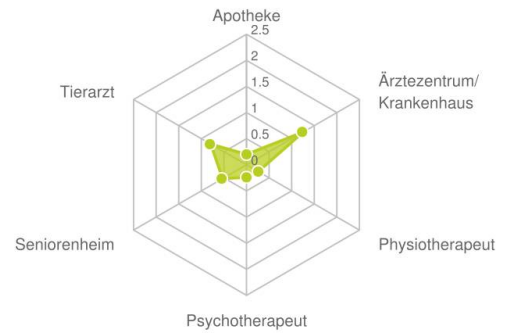 Apotheke
2.5
2
1.5
1
0.5
0
Ärztezentrum/
Krankenhaus
Tierarzt
Seniorenheim
Physiotherapeut
Psychotherapeut